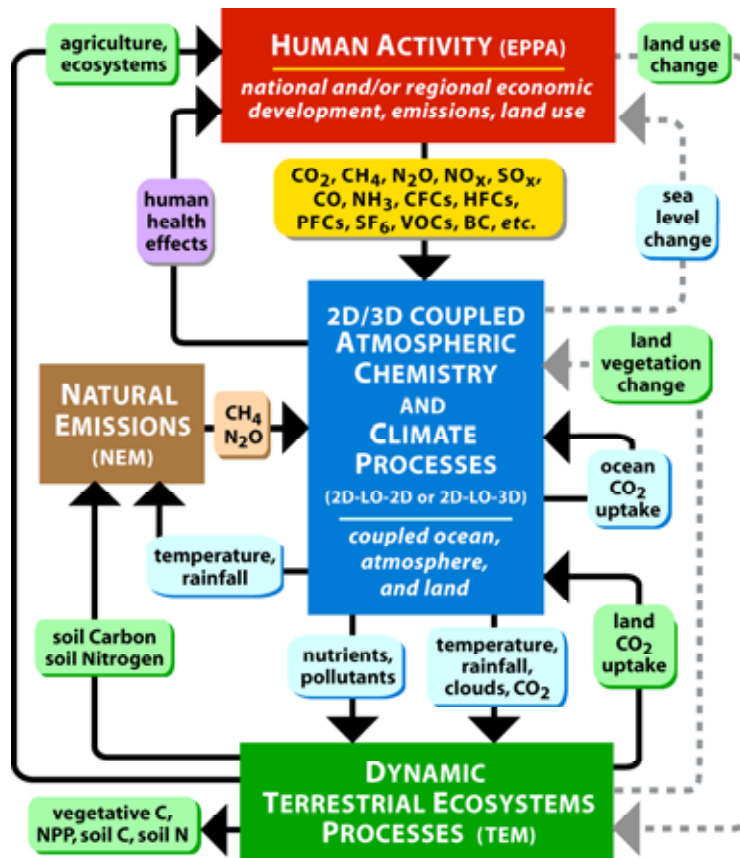 agriculture,
ecosystems
HUMAN ACTIVITY (EPPA)
national and/or regional economic
development, emissions, land use
land use
change
human
health
effects
CO₂, CH₄, N₂O, NOₓ, SOₓ,
CO, NH₃, CFCs, HFCs,
PFCs, SF₆, VOCs, BC, etc.
sea
level
change
2D/3D COUPLED
ATMOSPHERIC
CHEMISTRY
AND
CLIMATE
PROCESSES
(2D-LO-2D or 2D-LO-3D)
coupled ocean,
atmosphere,
and land
land
vegetation
change
NATURAL
EMISSIONS
(NEM)
CH₄
N₂O
ocean
CO₂
uptake
temperature,
rainfall
soil Carbon
soil Nitrogen
nutrients,
pollutants
temperature,
rainfall,
clouds, CO₂
land
CO₂
uptake
DYNAMIC
TERRESTRIAL ECOSYSTEMS
PROCESSES (TEM)
vegetative C,
NPP, soil C, soil N